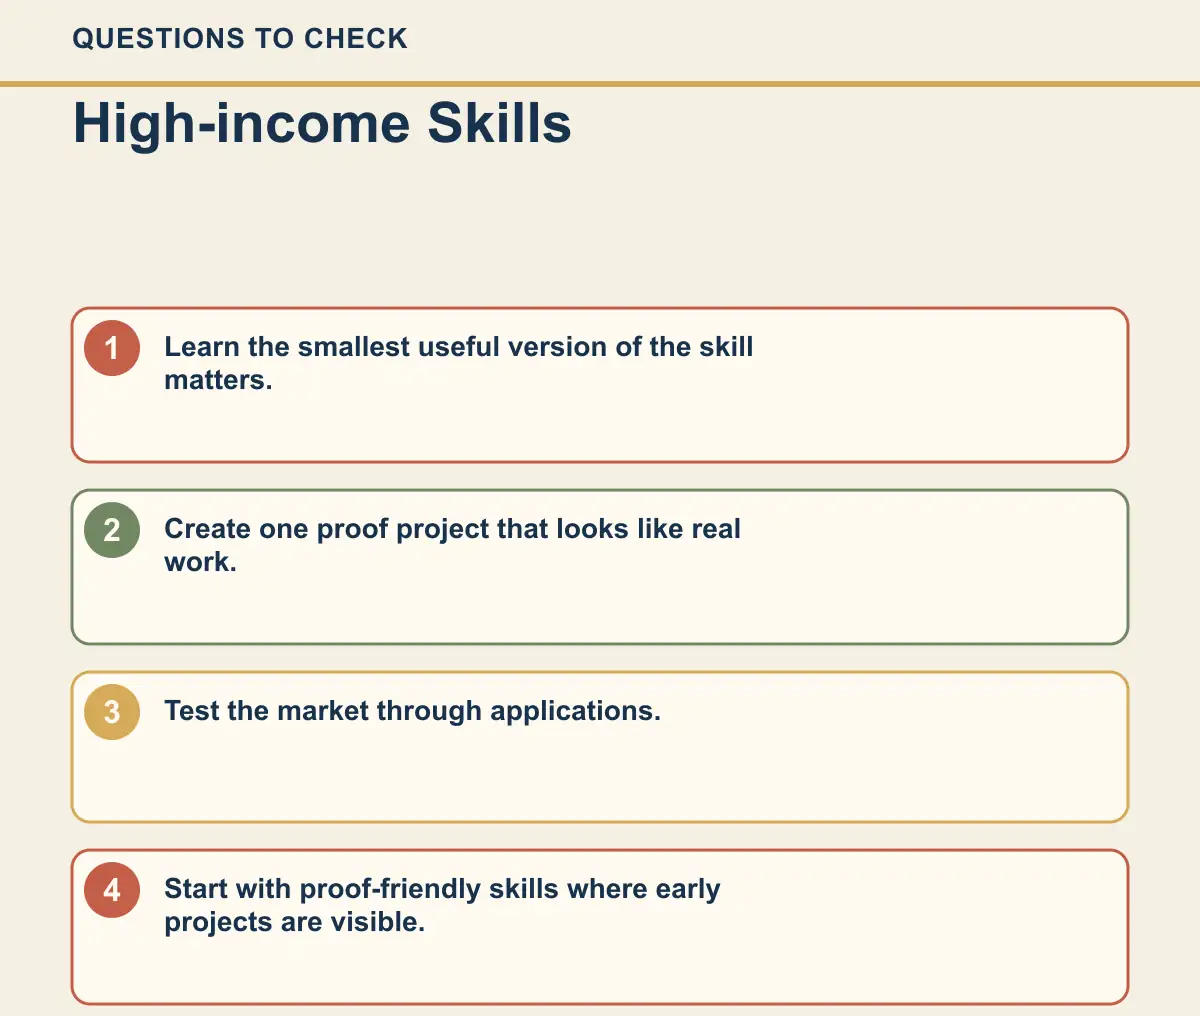 QUESTIONS TO CHECK
High-income Skills
1
Learn the smallest useful version of the skill
matters.
2
Create one proof project that looks like real
work.
3
Test the market through applications.
4
Start with proof-friendly skills where early
projects are visible.